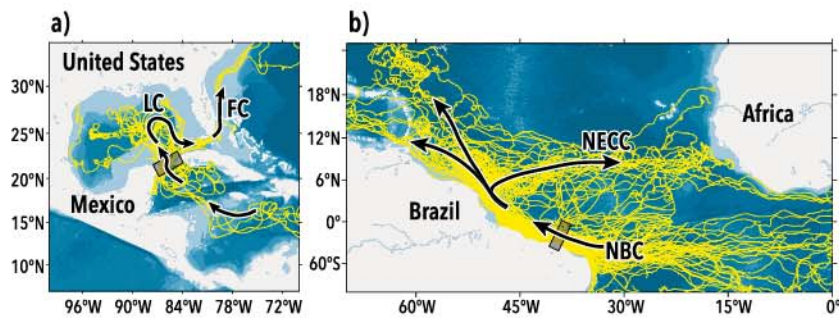 a)
United States
30°N
25°N
20°N
15°N
10°N
LC
FC
Mexico
96°W 90°W 84°W 78°W 72°W
b)
18°N
12°N
6°N
0°
60°S
Africa
NECC
Brazil
NBC
60°W 45°W 30°W 15°W 0°